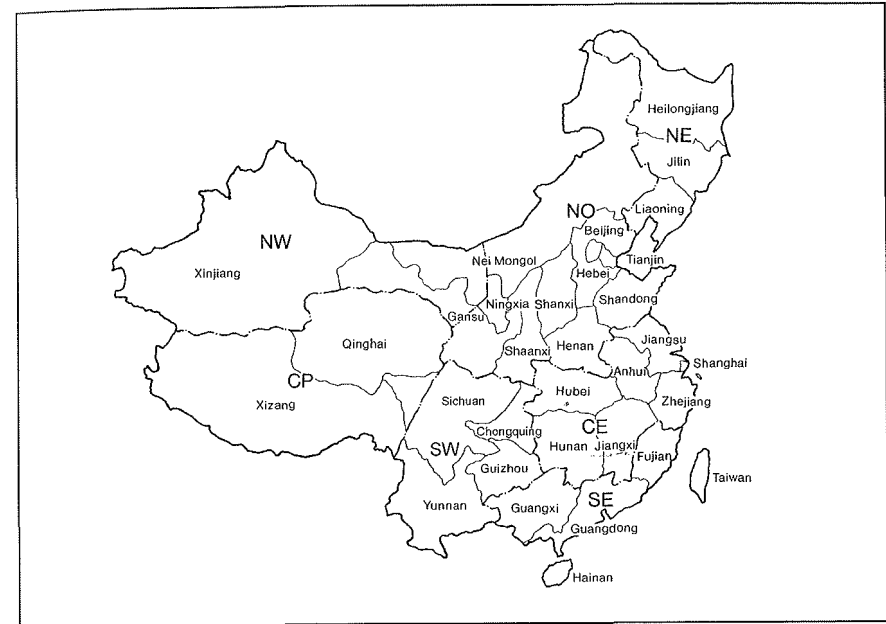 Heilongjiang
NE
Jilin
NO
Liaoning
Beijing
NW
Nei Mongol
Tianjin
Xinjiang
Hebei
Ningxia
Shanxi
Shandong
Gansu
Qinghai
Shaanxi
Henan
Jiangsu
Shanghai
Anhui
CP
Hubei
Xizang
Sichuan
Zhejiang
CE
Chongquing
SW
Hunan
Jiangxi
Fujian
Guizhou
Taiwan
Yunnan
Guangxi
SE
Guangdong
Hainan